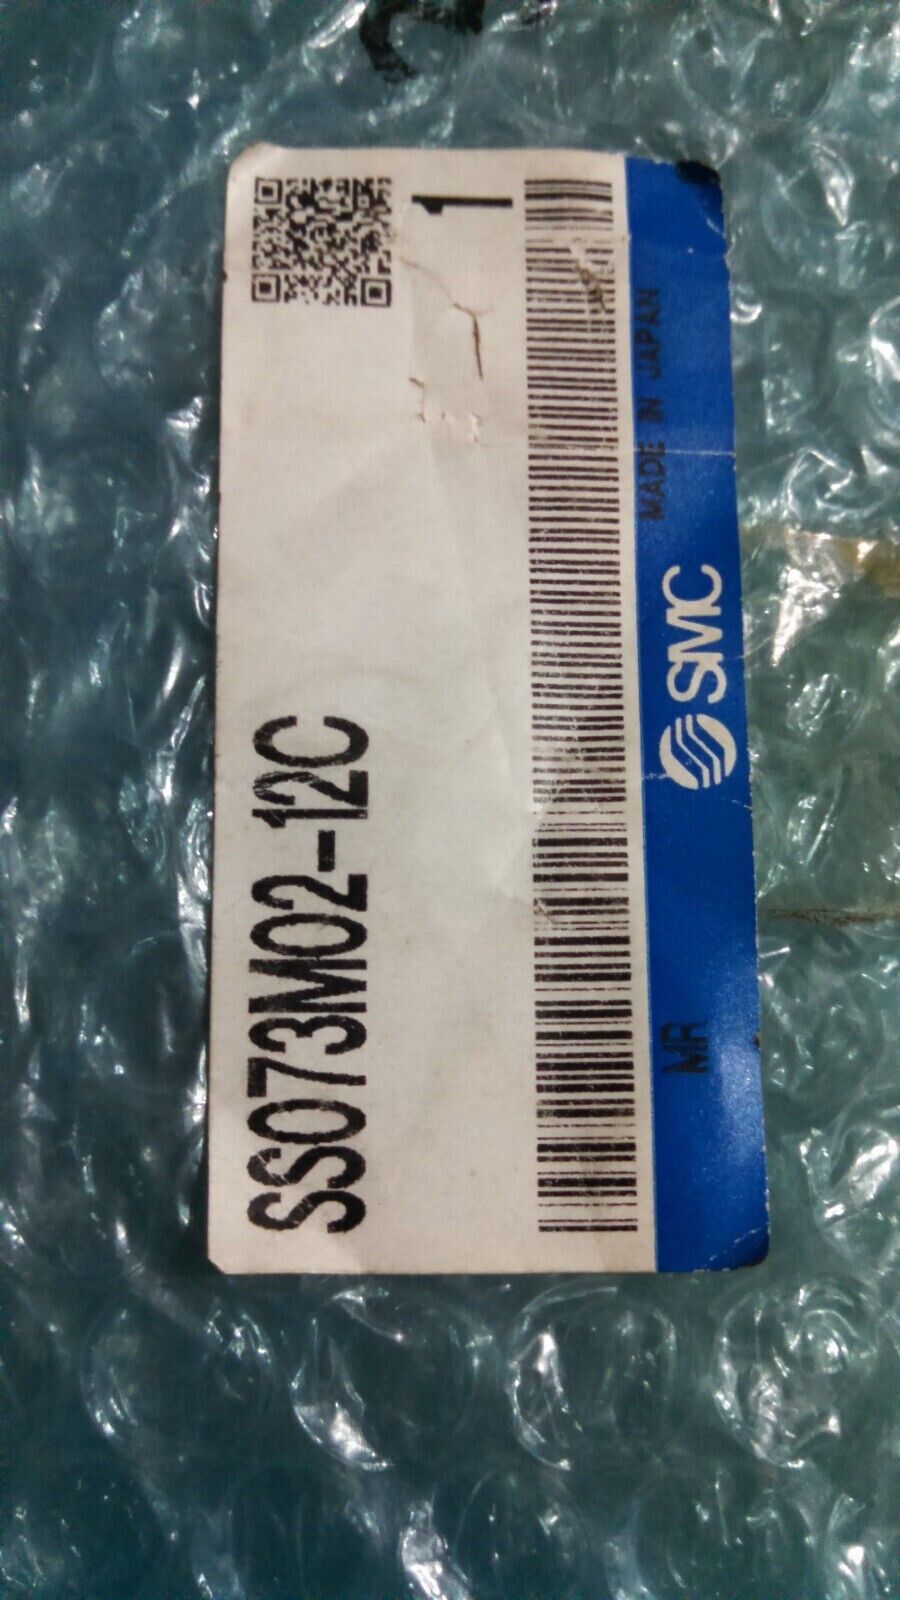 1
SS073M02-12C
MADE IN JAPAN
SMC
MR